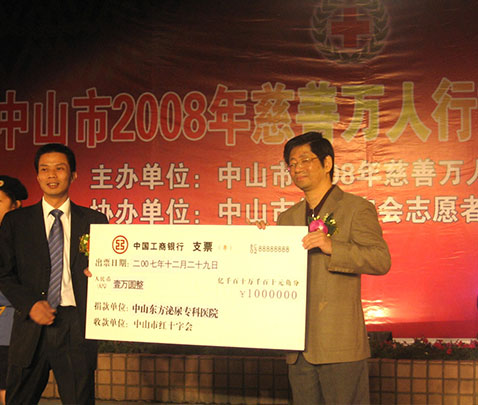 中山市2008年慈善万人行
主办单位：中山市 08年慈善万人
协办单位：中山市 会志愿者
中国工商银行 支票
88888888
出票日期：二00七年十二月二十九日
人民币
壹万圆整
亿千百十万千百十元角分
￥1000000
捐款单位：中山东方泌尿专科医院
收款单位：中山市红十字会